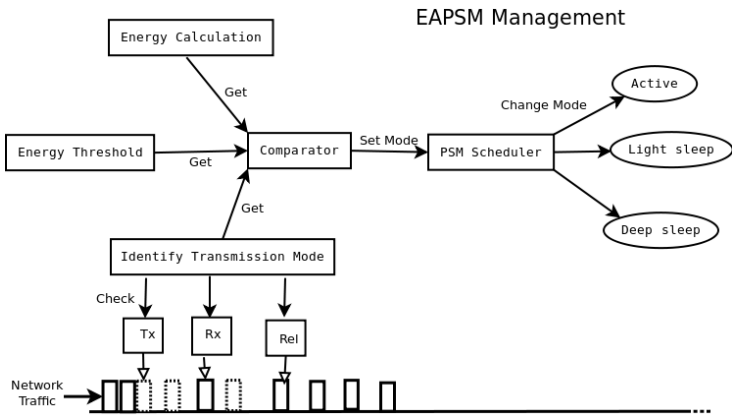 EAPSM Management
Energy Calculation
Get
Active
Change Mode
Energy Threshold
Get
Comparator
Set Mode
PSM Scheduler
Light sleep
Get
Deep sleep
Identify Transmission Mode
Check
Tx
Rx
Rel
Network
Traffic